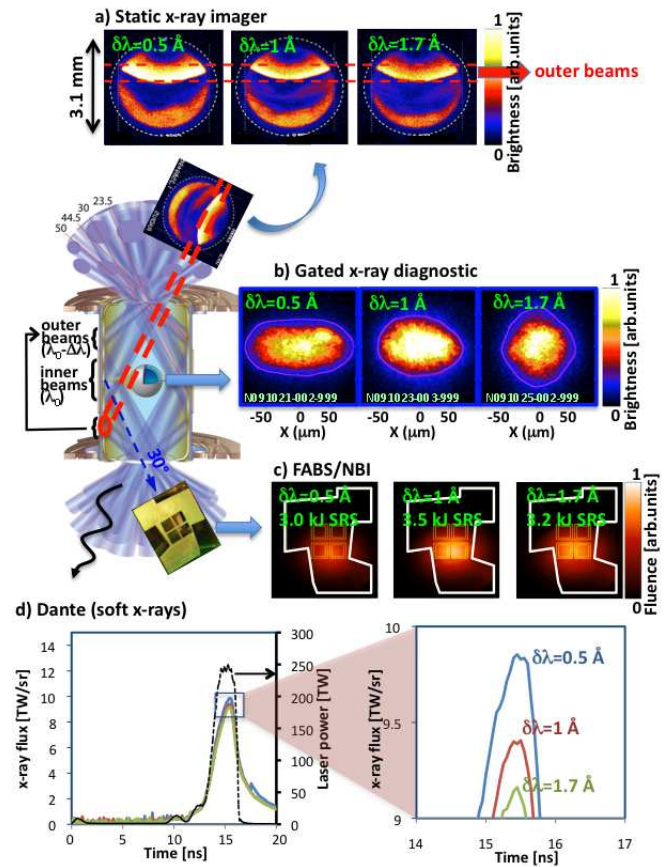 a) Static x-ray imager
δλ=0.5 Å
δλ=1 Å
δλ=1.7 Å
3.1 mm
outer beams
1
0
Brightness [arb.units]
23.5
30
44.5
50
b) Gated x-ray diagnostic
δλ=0.5 Å
δλ=1 Å
δλ=1.7 Å
N091021-002-999
N091023-003-999
N091025-002-999
-50 0 50
-50 0 50
-50 0 50
X (μm)
X (μm)
X (μm)
1
0
Brightness [arb.units]
outer
beams
(λ₀-Δλ)
inner
beams
(λ₀)
30°
c) FABS/NBI
δλ=0.5 Å
3.0 kJ SRS
δλ=1 Å
3.5 kJ SRS
δλ=1.7 Å
3.2 kJ SRS
1
0
Fluence [arb.units]
d) Dante (soft x-rays)
x-ray flux [TW/sr]
14
12
10
8
6
4
2
0
0 5 10 15 20
Time [ns]
300
250
200
150
100
50
0
Laser power [TW]
x-ray flux [TW/sr]
10
9.5
9
δλ=0.5 Å
δλ=1 Å
δλ=1.7 Å
14 15 16 17
Time [ns]